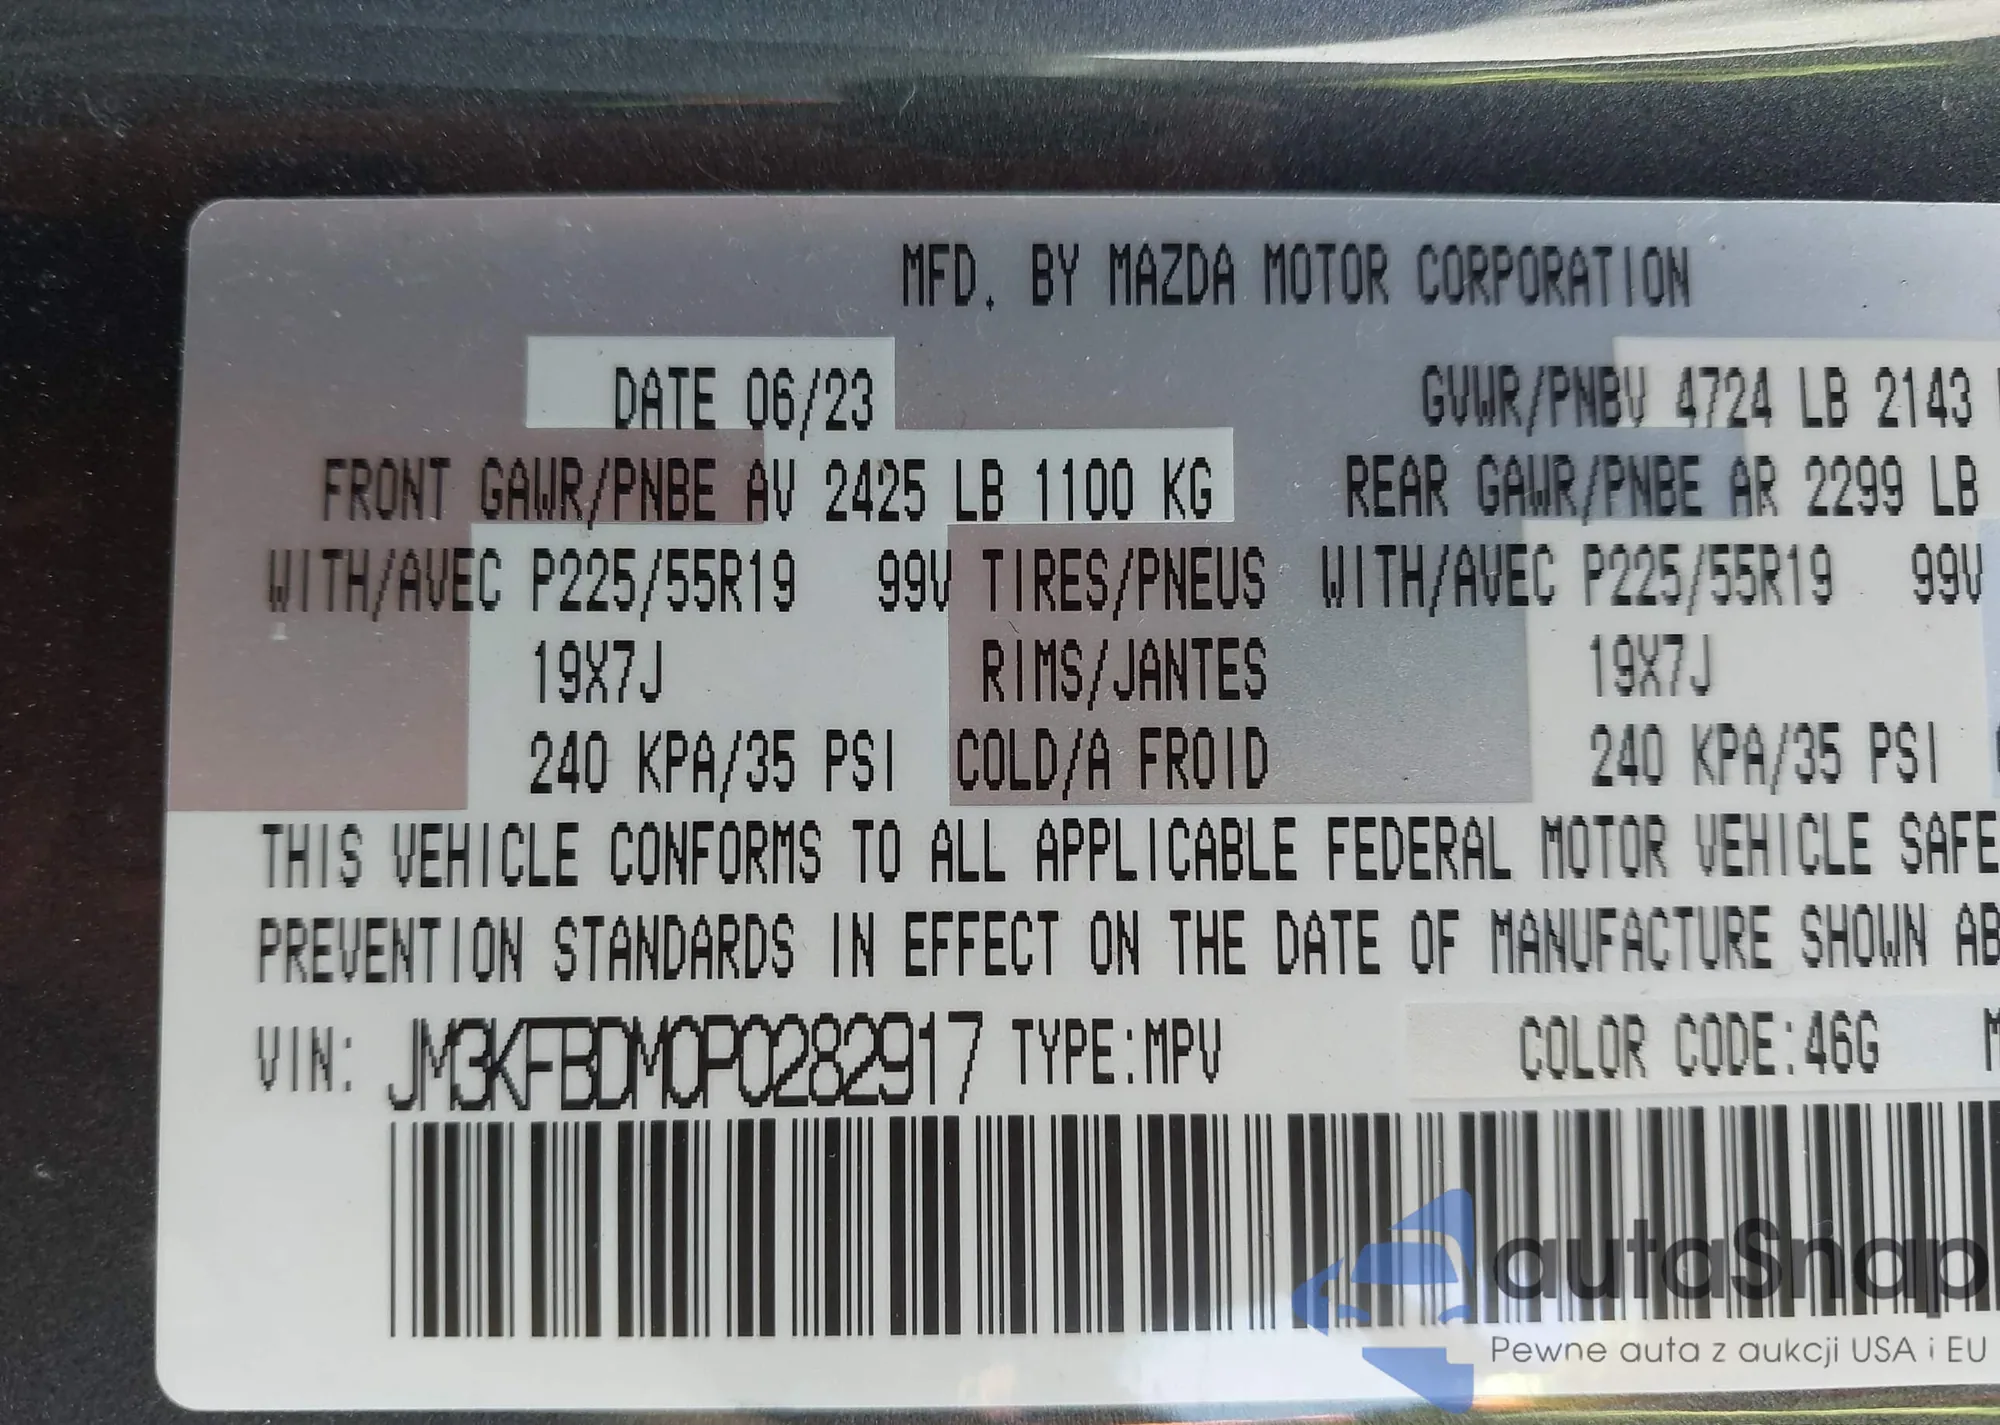 MFD. BY MAZDA MOTOR CORPORATION
DATE 06/23 GVWR/PNBV 4724 LB 2143
FRONT GAWR/PNBE AV 2425 LB 1100 KG REAR GAWR/PNBE AR 2299 LB
WITH/AVEC P225/55R19 99V TIRES/PNEUS WITH/AVEC P225/55R19 99V
19X7J RIMS/JANTES 19X7J
240 KPA/35 PSI COLD/A FROID 240 KPA/35 PSI
THIS VEHICLE CONFORMS TO ALL APPLICABLE FEDERAL MOTOR VEHICLE SAFE
PREVENTION STANDARDS IN EFFECT ON THE DATE OF MANUFACTURE SHOWN AB
VIN: JM3KFBDM0P0282917 TYPE:MPV COLOR CODE:46G M
autaSnap
Pewne auta z aukcji USA i EU